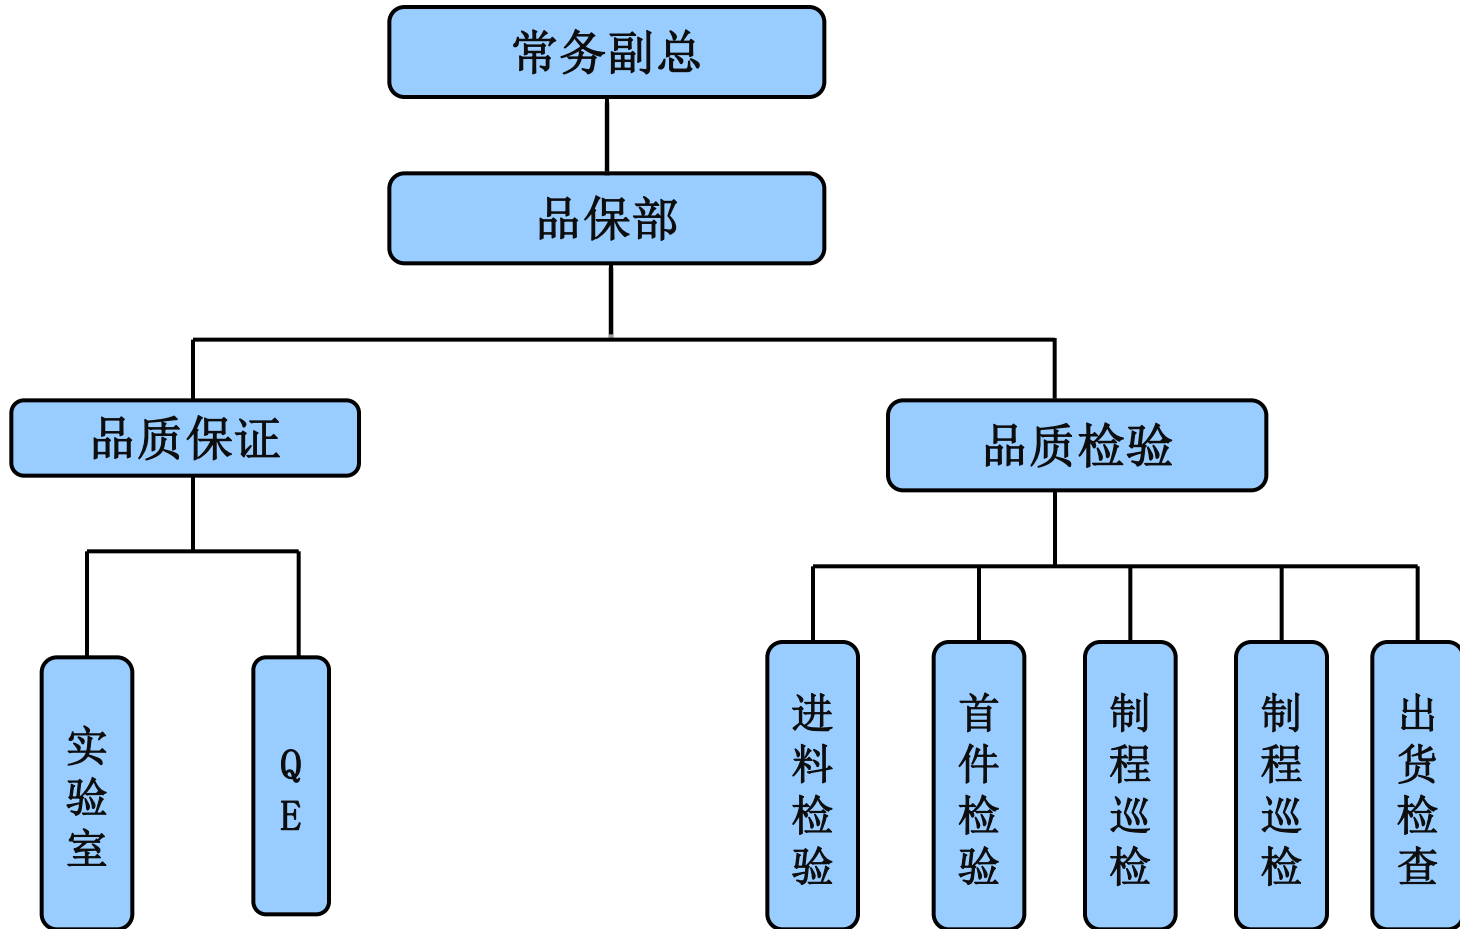 常务副总
品保部
品质保证
品质检验
实验室
QE
进料检验
首件检验
制程巡检
制程巡检
出货检查